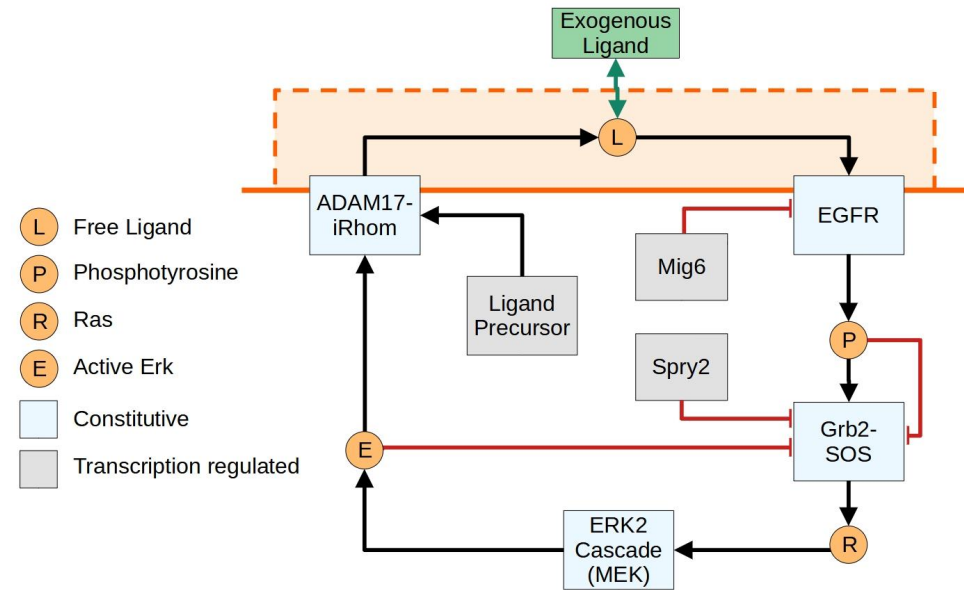 Exogenous
Ligand
L
ADAM17-
iRhom
EGFR
L
Free Ligand
Mig6
P
Phosphotyrosine
Ligand
Precursor
R
Ras
P
Spry2
E
Active Erk
Constitutive
Grb2-
SOS
E
Transcription regulated
ERK2
Cascade
(MEK)
R